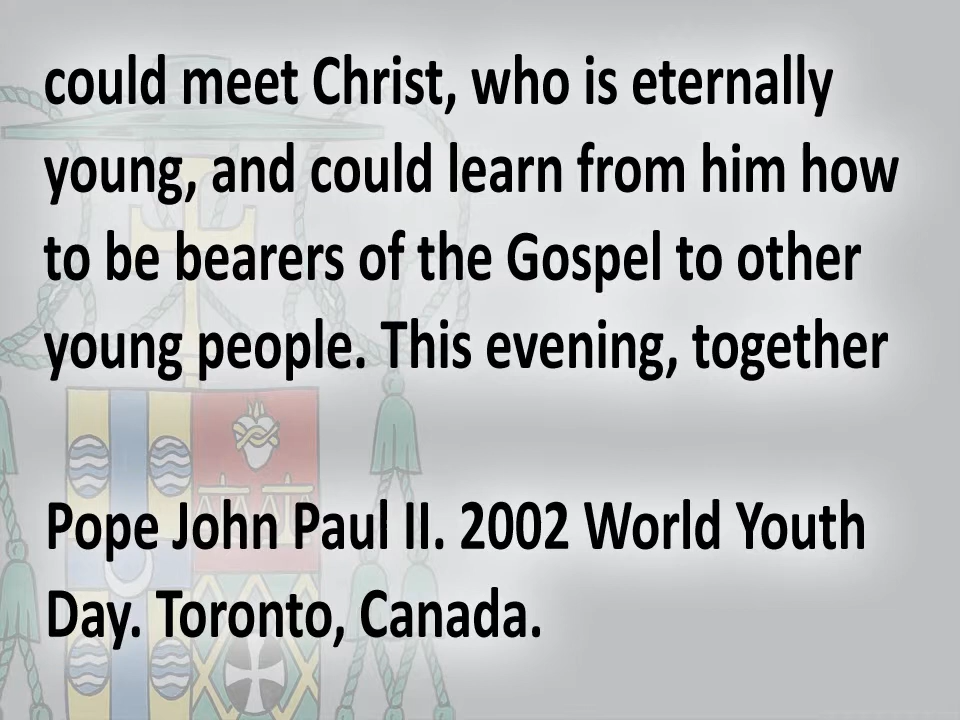 could meet Christ, who is eternally
young, and could learn from him how
to be bearers of the Gospel to other
young people. This evening, together
Pope John Paul II. 2002 World Youth
Day. Toronto, Canada.